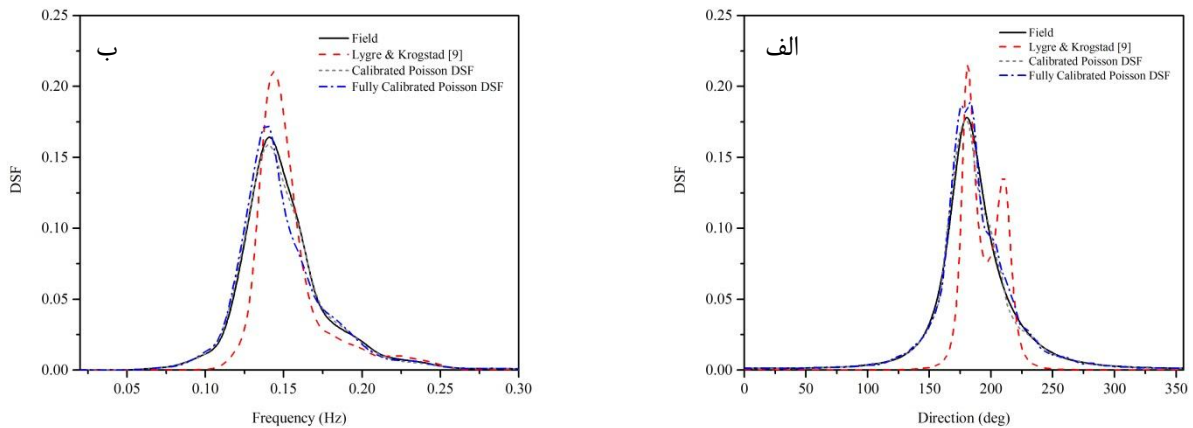 ب
Field
Lygre & Krogstad [9]
Calibrated Poisson DSF
Fully Calibrated Poisson DSF
DSF
0.25
0.20
0.15
0.10
0.05
0.00
0.05
0.10
0.15
0.20
0.25
0.30
Frequency (Hz)
الف
Field
Lygre & Krogstad [9]
Calibrated Poisson DSF
Fully Calibrated Poisson DSF
DSF
0.25
0.20
0.15
0.10
0.05
0.00
0
50
100
150
200
250
300
350
Direction (deg)